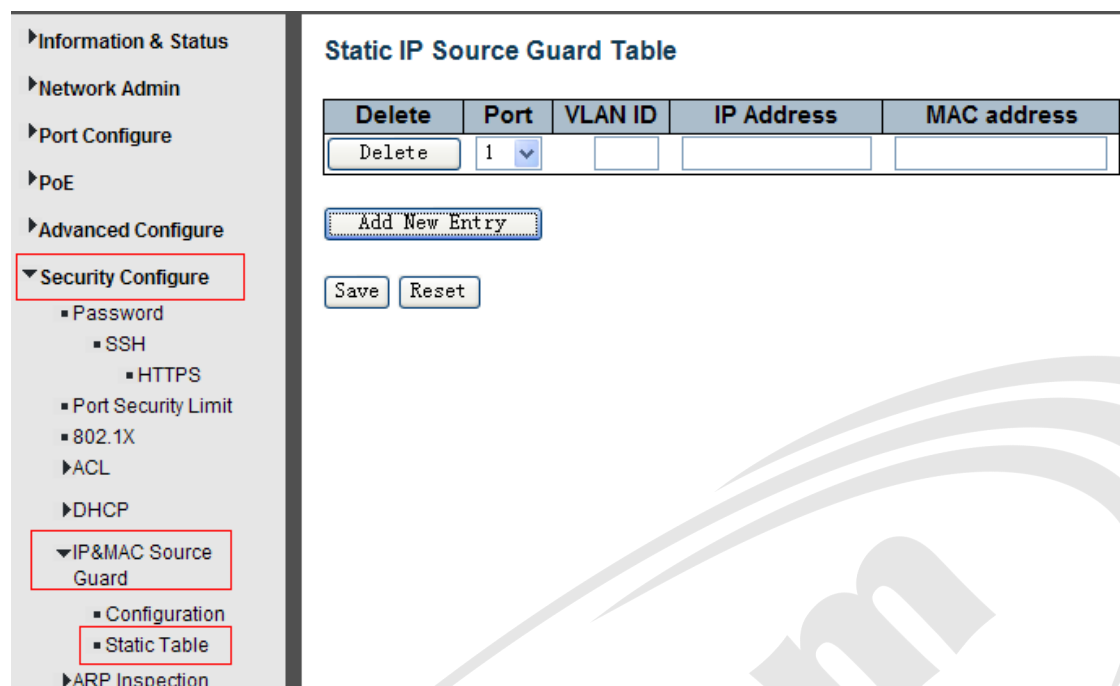 Information & Status
Network Admin
Port Configure
PoE
Advanced Configure
Security Configure
Password
SSH
HTTPS
Port Security Limit
802.1X
ACL
DHCP
IP&MAC Source
Guard
Configuration
Static Table
ARP Inspection
Static IP Source Guard Table
Delete Port VLAN ID IP Address MAC address
Delete 1
Add New Entry
Save Reset